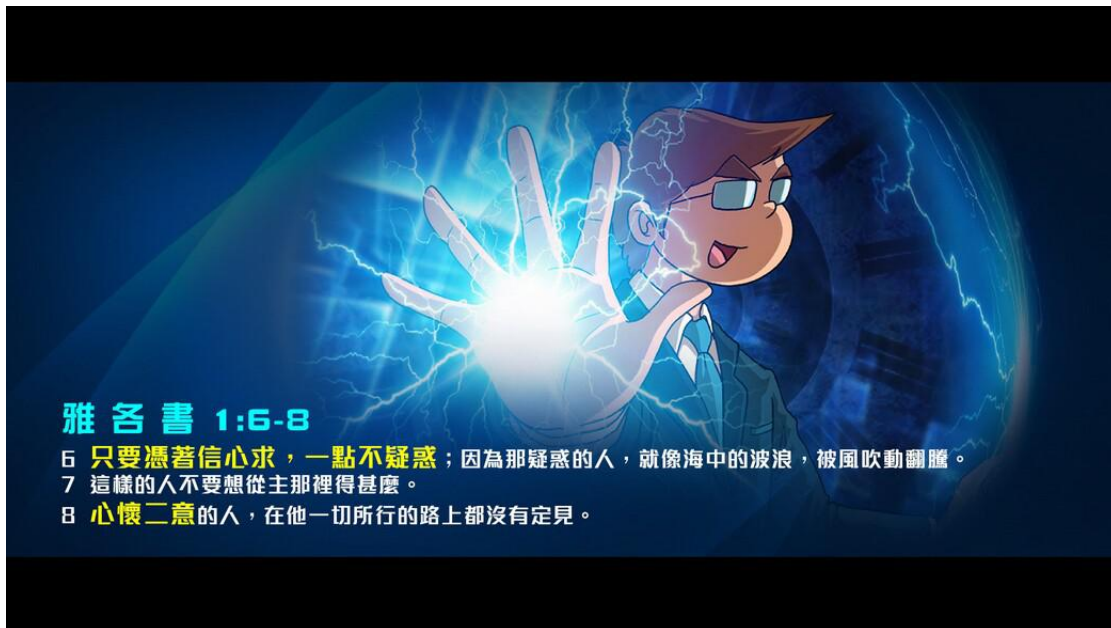 雅各書 1:6-8
6 只要憑著信心求，一點不疑惑；因為那疑惑的人，就像海中的波浪，被風吹動翻騰。
7 這樣的人不要想從主那裡得甚麼。
8 心懷二意的人，在他一切所行的路上都沒有定見。